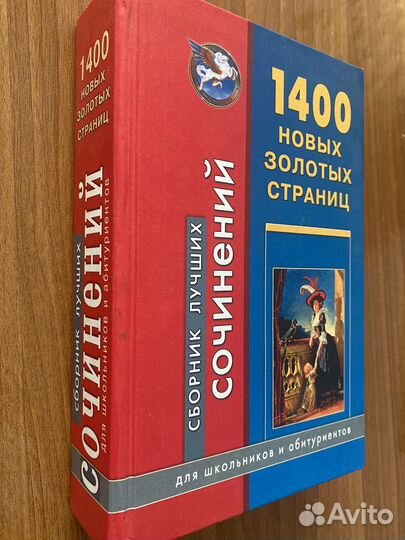 1400
НОВЫХ
ЗОЛОТЫХ
СТРАНИЦ
СБОРНИК ЛУЧШИХ
СОЧИНЕНИЙ
для школьников и абитуриентов
1400
НОВЫХ
ЗОЛОТЫХ
СТРАНИЦ
СБОРНИК ЛУЧШИХ
СОЧИНЕНИЙ
для школьников и абитуриентов
Avito